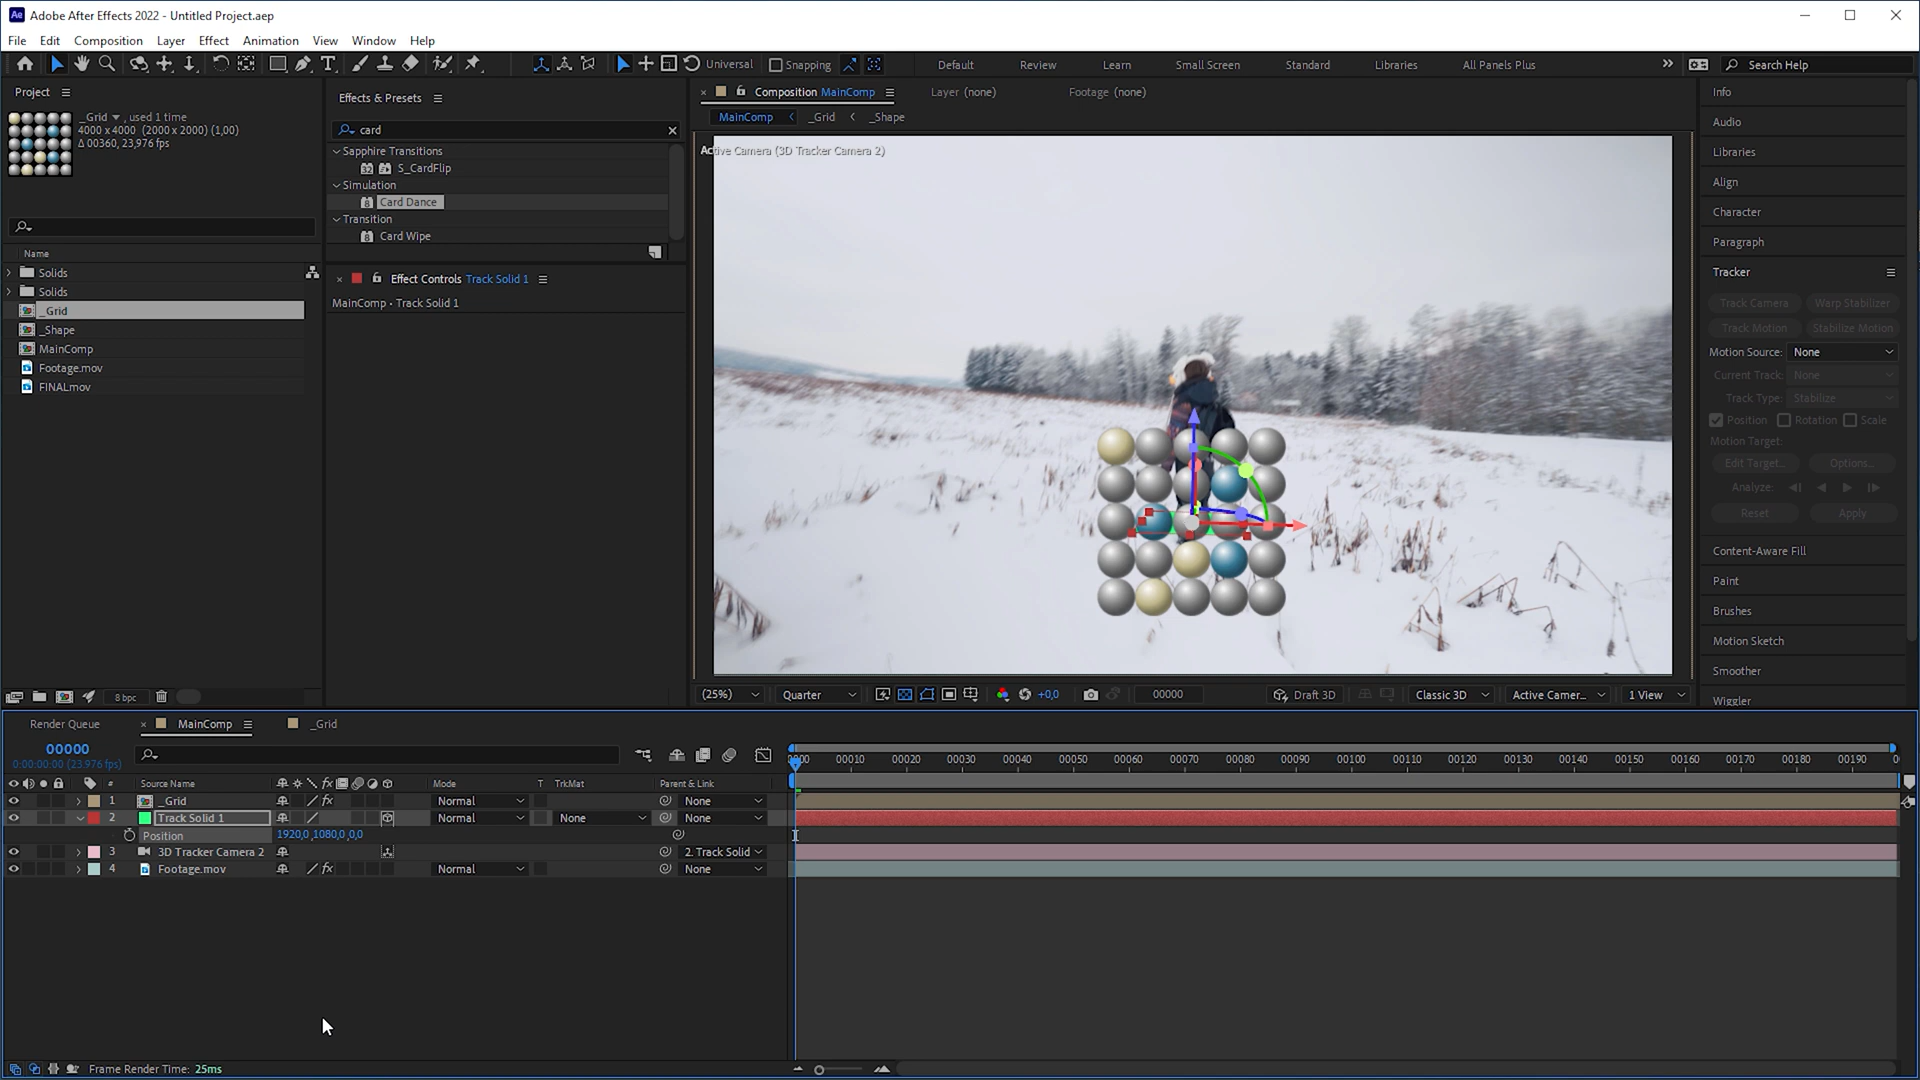 Ae Adobe After Effects 2022 - Untitled Project.aep
File Edit Composition Layer Effect Animation View Window Help
Universal Snapping Default Review Learn Small Screen Standard Libraries All Panels Plus Search Help
Project
_Grid , used 1 time
4000 x 4000 (2000 x 2000) (1,00)
Δ 00360, 23,976 fps
Name
Solids
Solids
_Grid
_Shape
MainComp
Footage.mov
FINALmov
8 bpc
Effects & Presets
card
Sapphire Transitions
S_CardFlip
Simulation
Card Dance
Transition
Card Wipe
Effect Controls Track Solid 1
MainComp • Track Solid 1
Composition MainComp
Layer (none)
Footage (none)
MainComp _Grid _Shape
Active Camera (3D Tracker Camera 2)
(25%) Quarter +0,0 00000 Draft 3D Classic 3D Active Camer... 1 View
Info
Audio
Libraries
Align
Character
Paragraph
Tracker
Track Camera Warp Stabilizer
Track Motion Stabilize Motion
Motion Source: None
Current Track: None
Track Type: Stabilize
Position Rotation Scale
Motion Target:
Edit Target... Options...
Analyze:
Reset Apply
Content-Aware Fill
Paint
Brushes
Motion Sketch
Smoother
Wiggler
Render Queue MainComp _Grid
00000
0:00:00:00 (23.976 fps)
0000 00010 00020 00030 00040 00050 00060 00070 00080 00090 00100 00110 00120 00130 00140 00150 00160 00170 00180 00190 0
# Source Name fx Mode T TrkMat Parent & Link
1 _Grid fx Normal None
2 Track Solid 1 Normal None None
Position 1920,0,1080,0,0,0
3 3D Tracker Camera 2 2. Track Solid
4 Footage.mov fx Normal None
Frame Render Time: 25ms